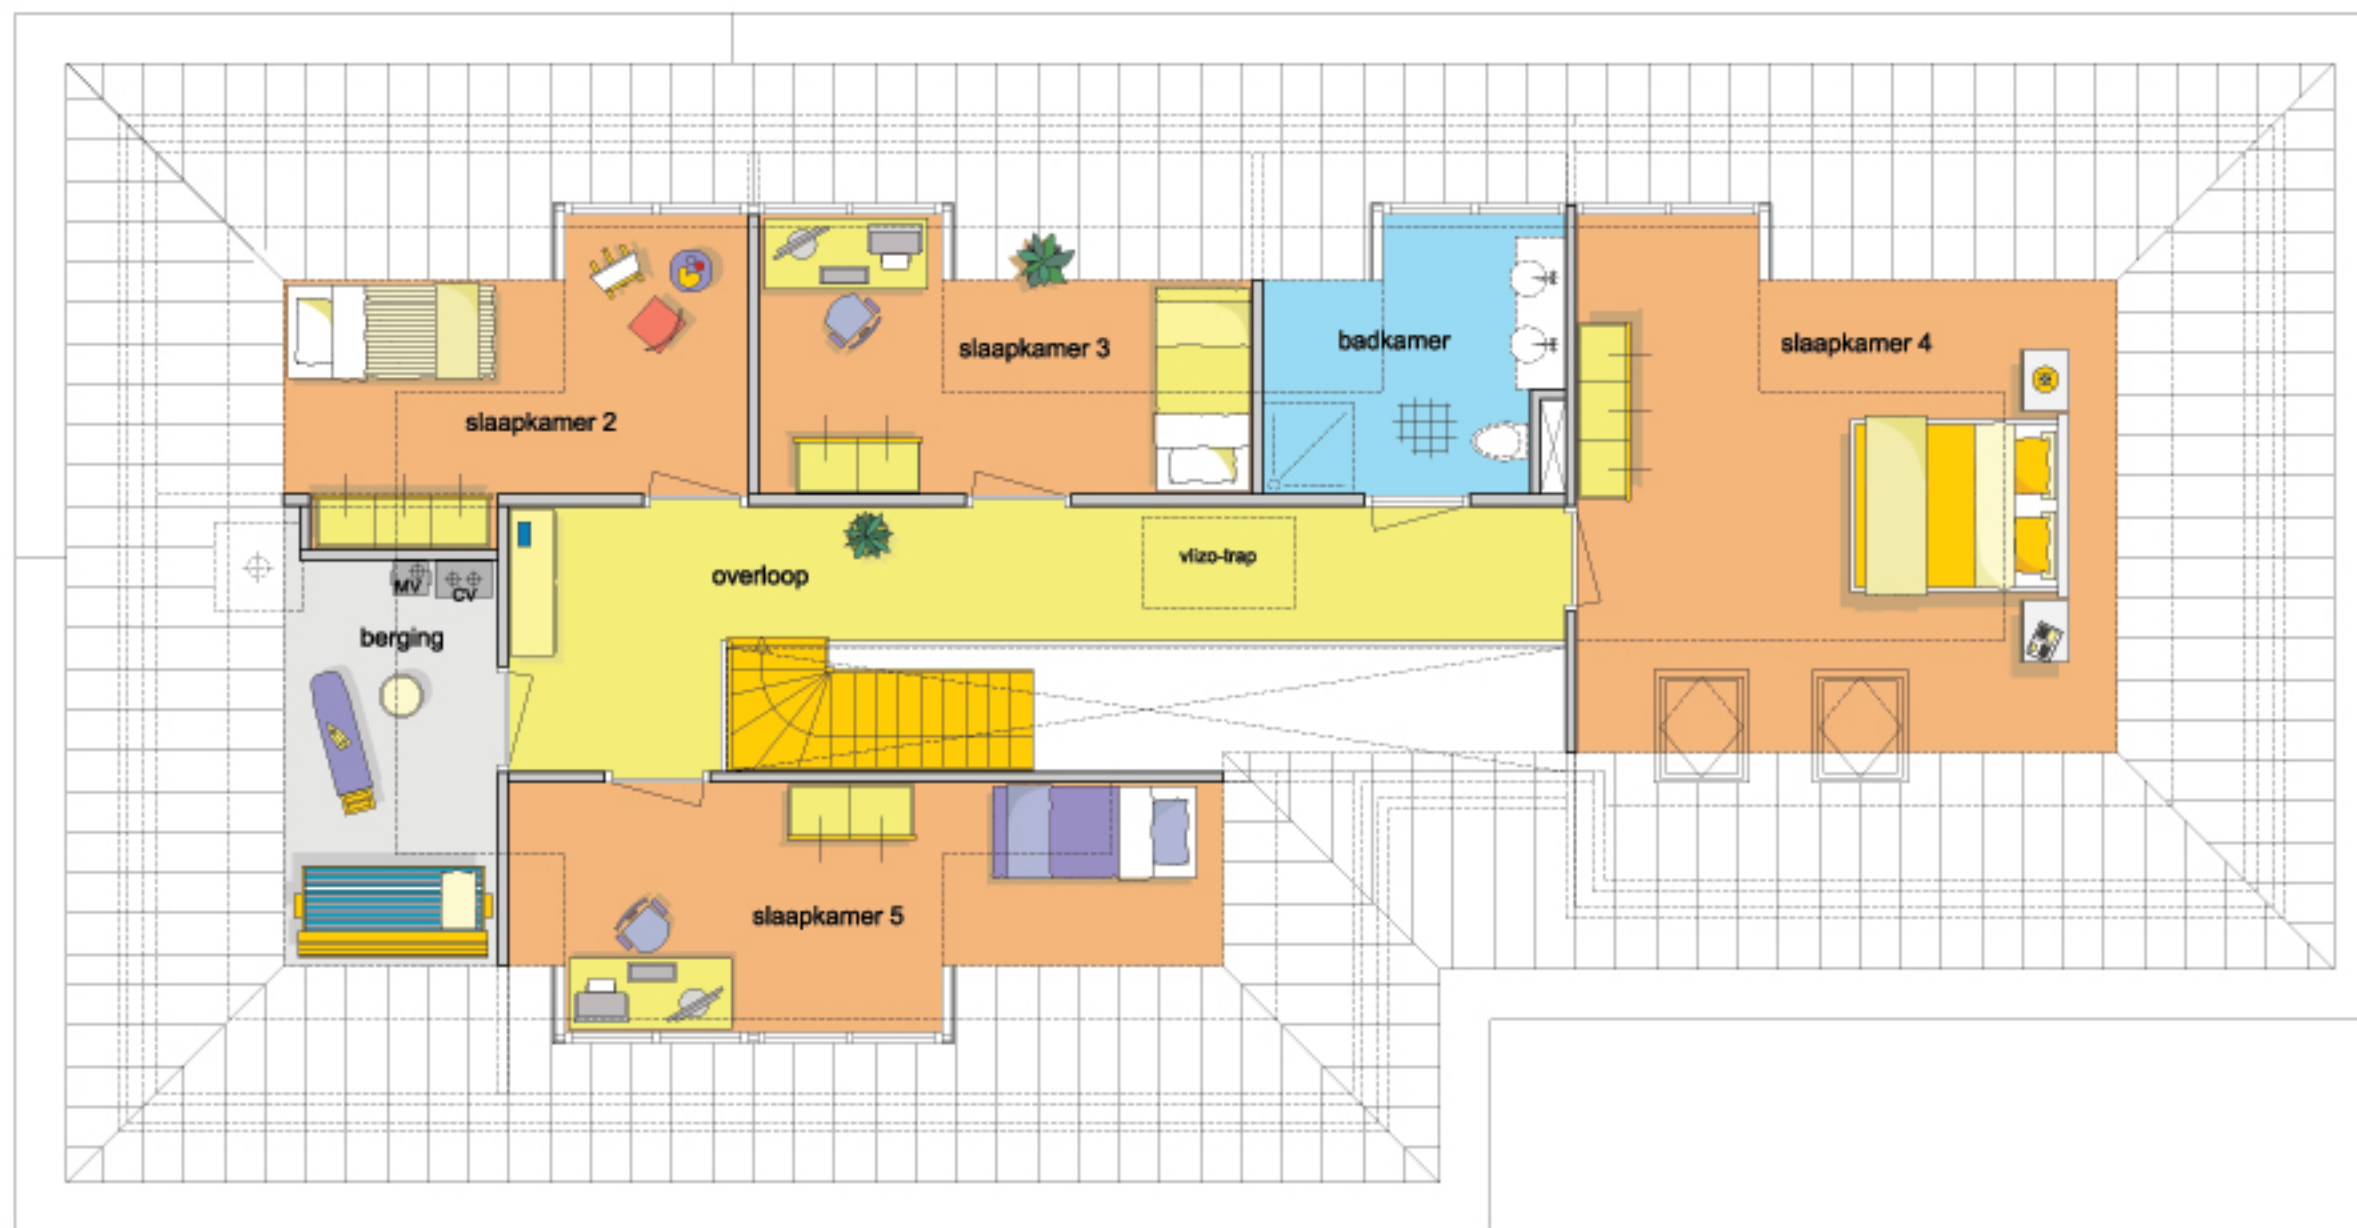 slaapkamer 2
slaapkamer 3
badkamer
slaapkamer 4
overloop
vlizo-trap
MV
CV
berging
slaapkamer 5